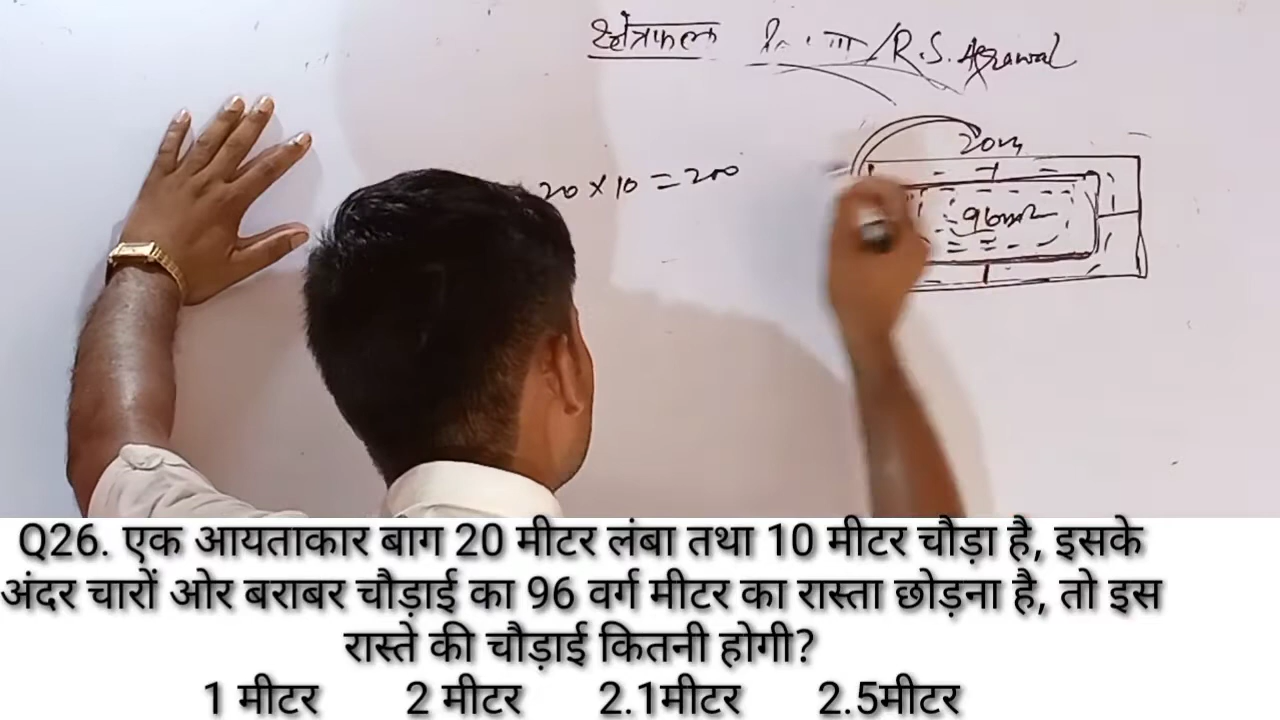 क्षेत्रफल / R.S. Agrawal
20 × 10 = 200
20m
96m²
Q26. एक आयताकार बाग 20 मीटर लंबा तथा 10 मीटर चौड़ा है, इसके
अंदर चारों ओर बराबर चौड़ाई का 96 वर्ग मीटर का रास्ता छोड़ना है, तो इस
रास्ते की चौड़ाई कितनी होगी?
1 मीटर 2 मीटर 2.1मीटर 2.5मीटर